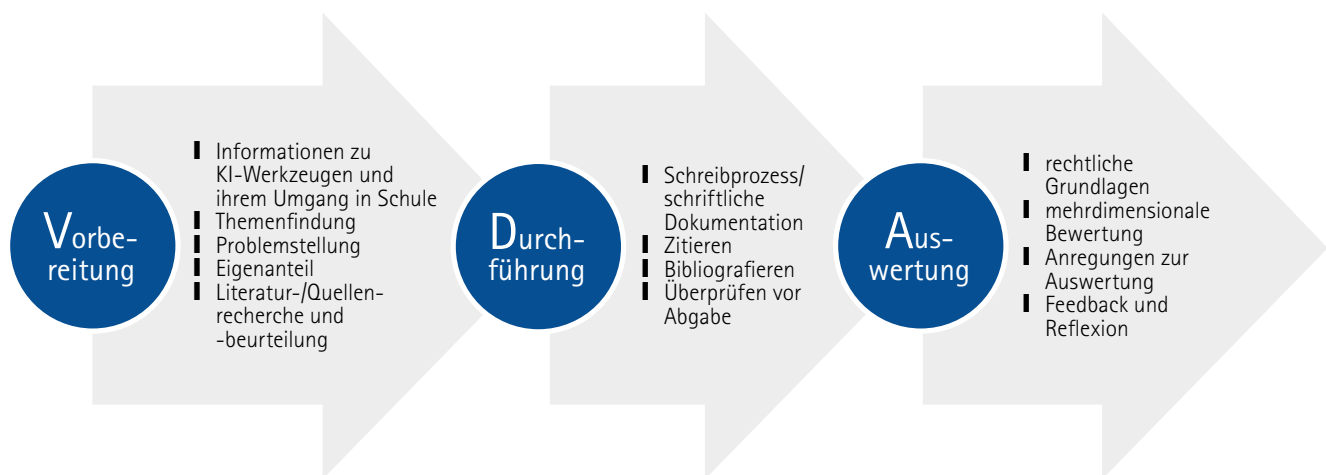 Vorbe-
reitung
Informationen zu
KI-Werkzeugen und
ihrem Umgang in Schule
Themenfindung
Problemstellung
Eigenanteil
Literatur-/Quellen-
recherche und
-beurteilung
Durch-
führung
Schreibprozess/
schriftliche
Dokumentation
Zitieren
Bibliografieren
Überprüfen vor
Abgabe
Aus-
wertung
rechtliche
Grundlagen
mehrdimensionale
Bewertung
Anregungen zur
Auswertung
Feedback und
Reflexion